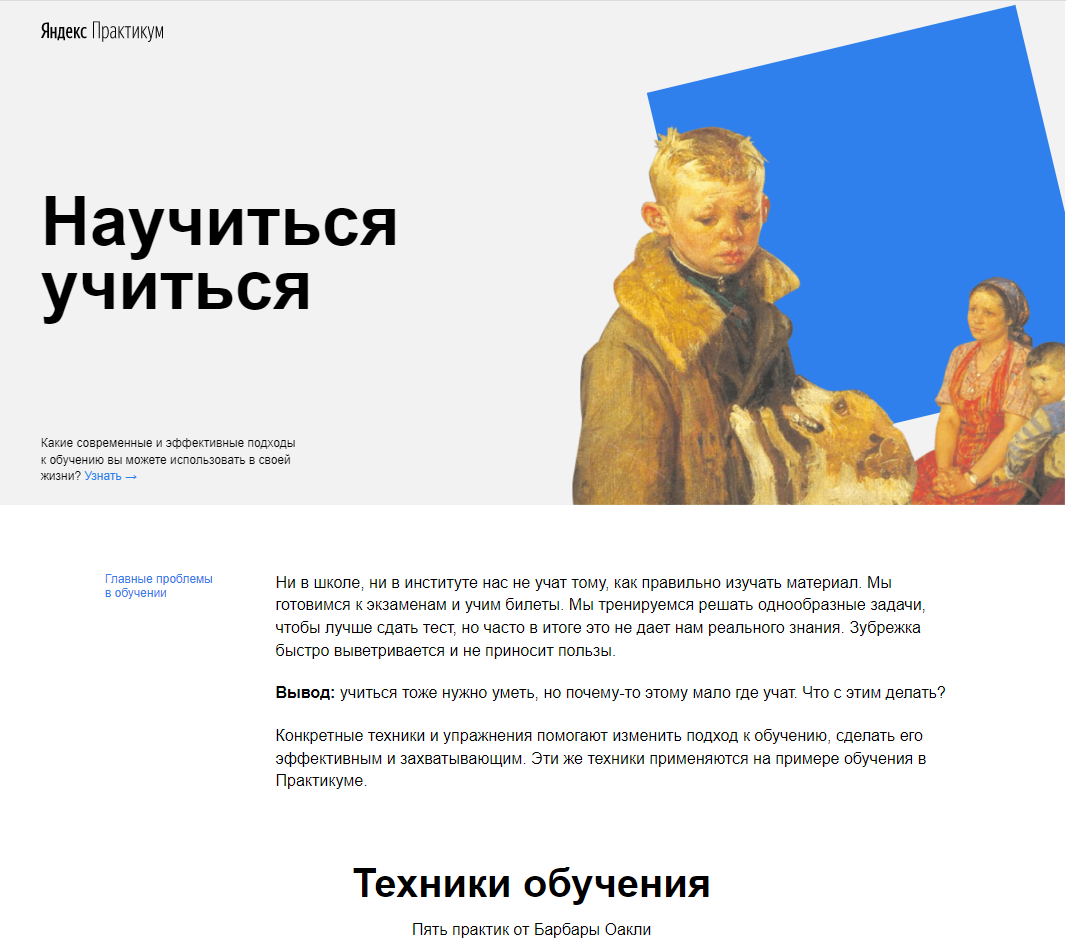 Яндекс Практикум
Научиться
учиться
Какие современные и эффективные подходы
к обучению вы можете использовать в своей
жизни? Узнать →
Главные проблемы
в обучении
Ни в школе, ни в институте нас не учат тому, как правильно изучать материал. Мы
готовимся к экзаменам и учим билеты. Мы тренируемся решать однообразные задачи,
чтобы лучше сдать тест, но часто в итоге это не дает нам реального знания. Зубрежка
быстро выветривается и не приносит пользы.
Вывод: учиться тоже нужно уметь, но почему-то этому мало где учат. Что с этим делать?
Конкретные техники и упражнения помогают изменить подход к обучению, сделать его
эффективным и захватывающим. Эти же техники применяются на примере обучения в
Практикуме.
Техники обучения
Пять практик от Барбары Оакли